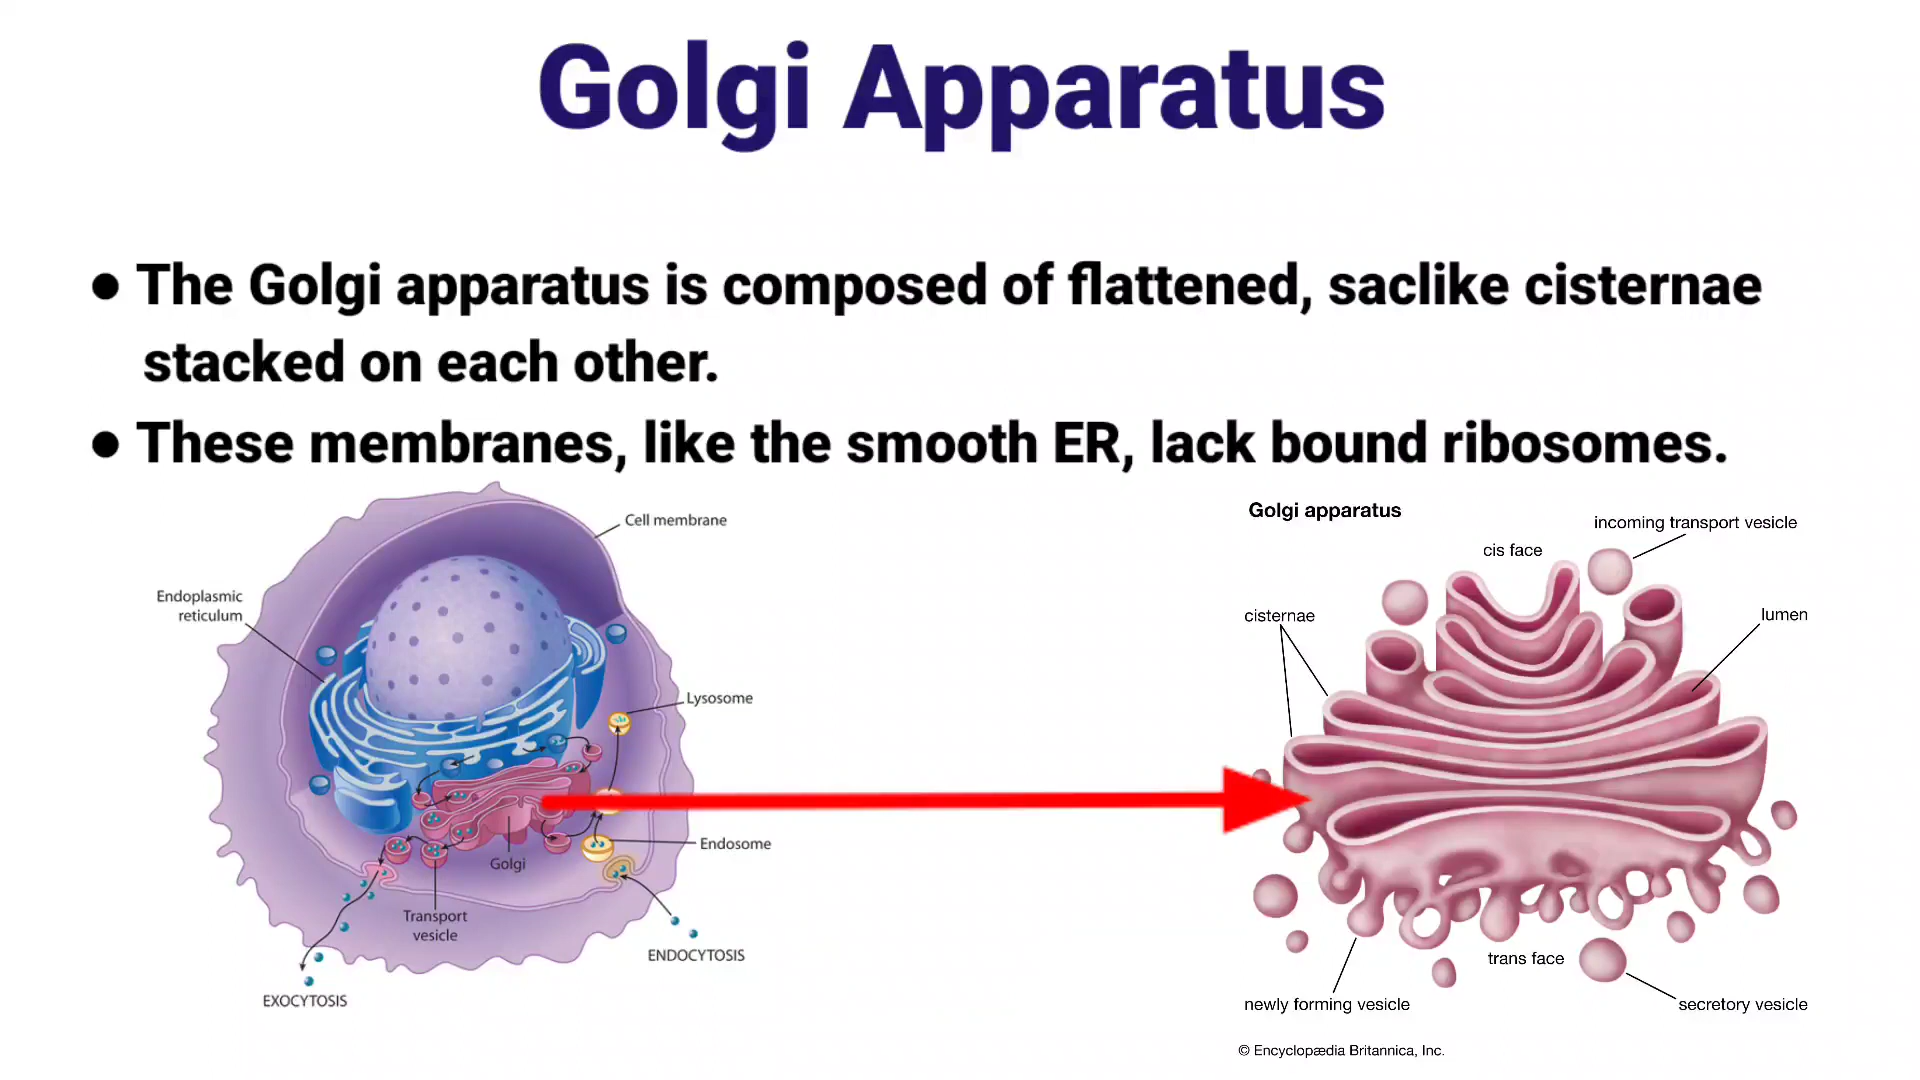 Golgi Apparatus
● The Golgi apparatus is composed of flattened, saclike cisternae
stacked on each other.
● These membranes, like the smooth ER, lack bound ribosomes.
Cell membrane
Endoplasmic
reticulum
Lysosome
Endosome
Golgi
Transport
vesicle
ENDOCYTOSIS
EXOCYTOSIS
Golgi apparatus
incoming transport vesicle
cis face
cisternae
lumen
trans face
newly forming vesicle
secretory vesicle
© Encyclopædia Britannica, Inc.